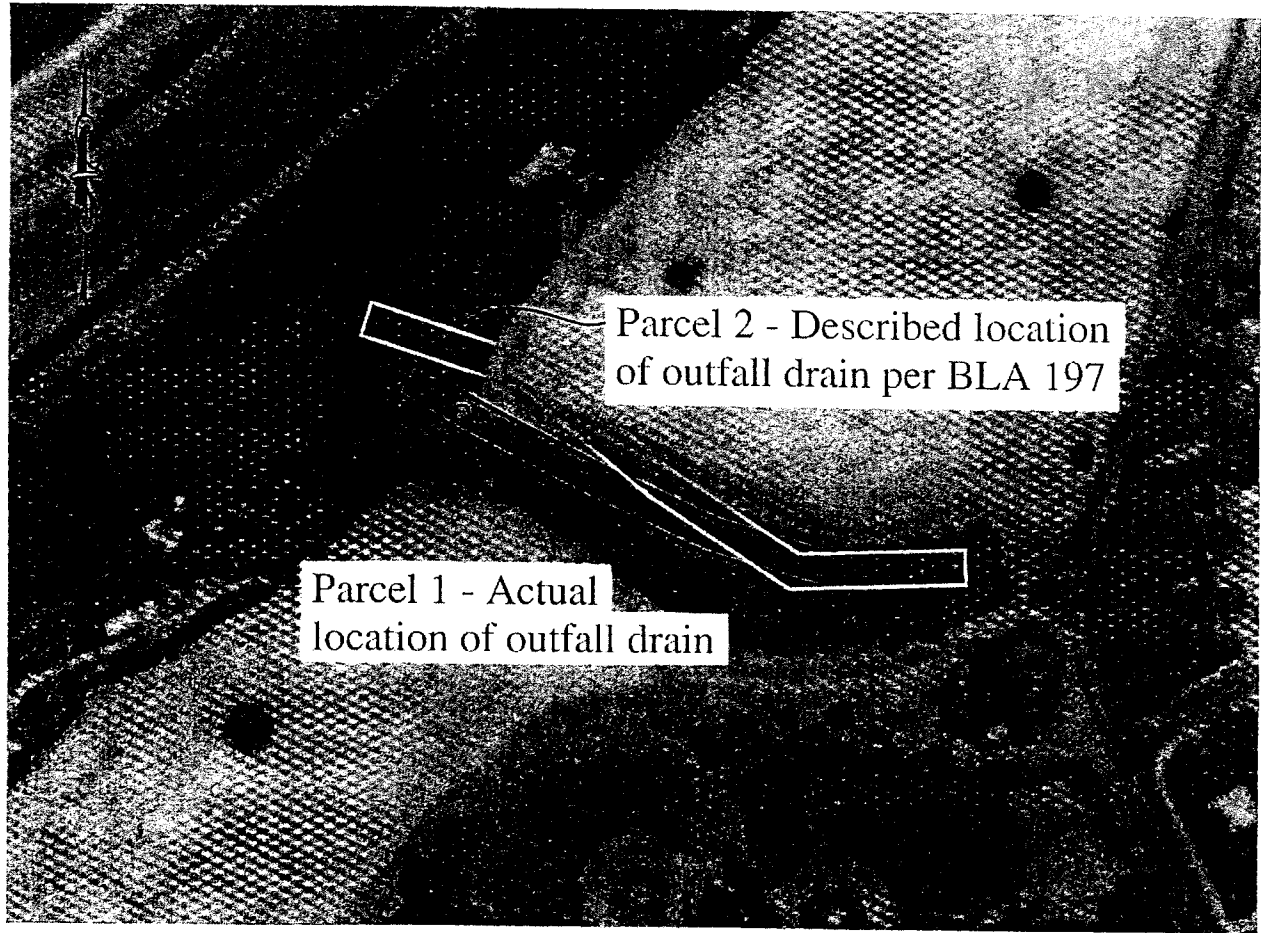 Parcel 2 - Described location
of outfall drain per BLA 197
Parcel 1 - Actual
location of outfall drain